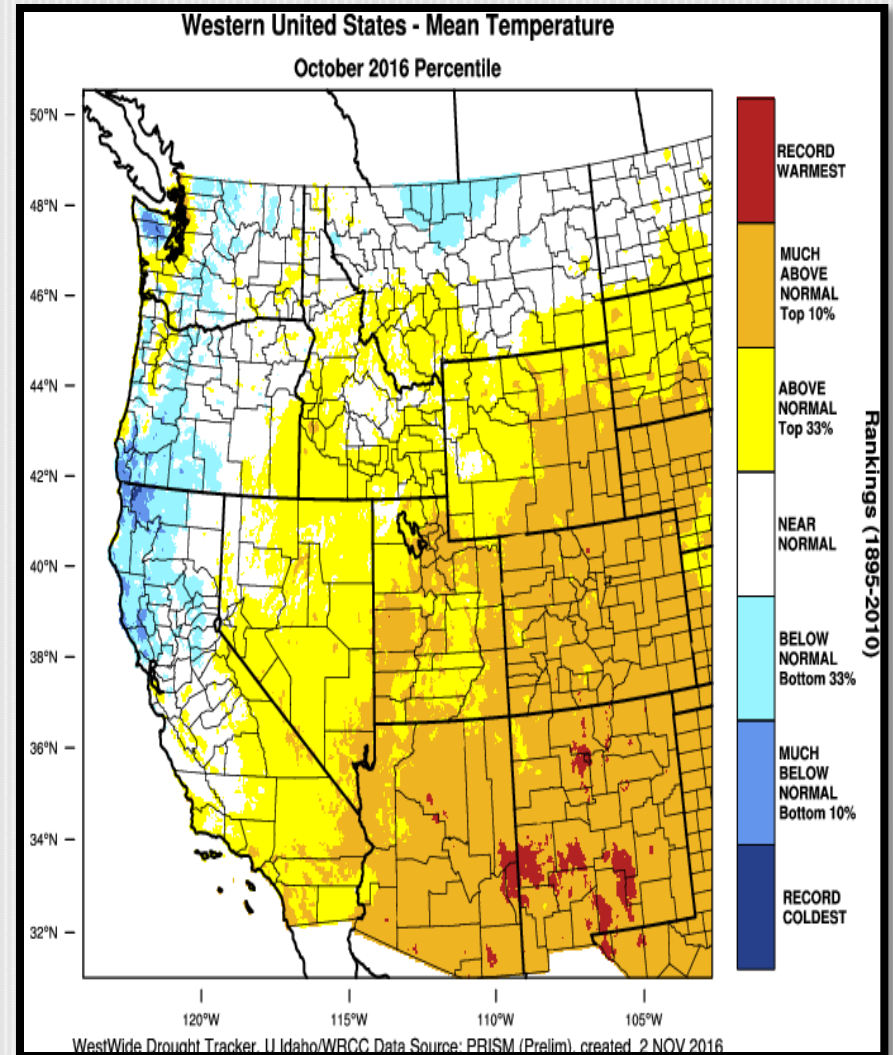 Western United States - Mean Temperature
October 2016 Percentile
50°N
48°N
46°N
44°N
42°N
40°N
38°N
36°N
34°N
32°N
120°W
115°W
110°W
105°W
RECORD
WARMEST
MUCH
ABOVE
NORMAL
Top 10%
ABOVE
NORMAL
Top 33%
NEAR
NORMAL
BELOW
NORMAL
Bottom 33%
MUCH
BELOW
NORMAL
Bottom 10%
RECORD
COLDEST
Rankings (1895-2010)
WestWide Drought Tracker, U Idaho/WRCC Data Source: PRISM (Prelim), created 2 NOV 2016